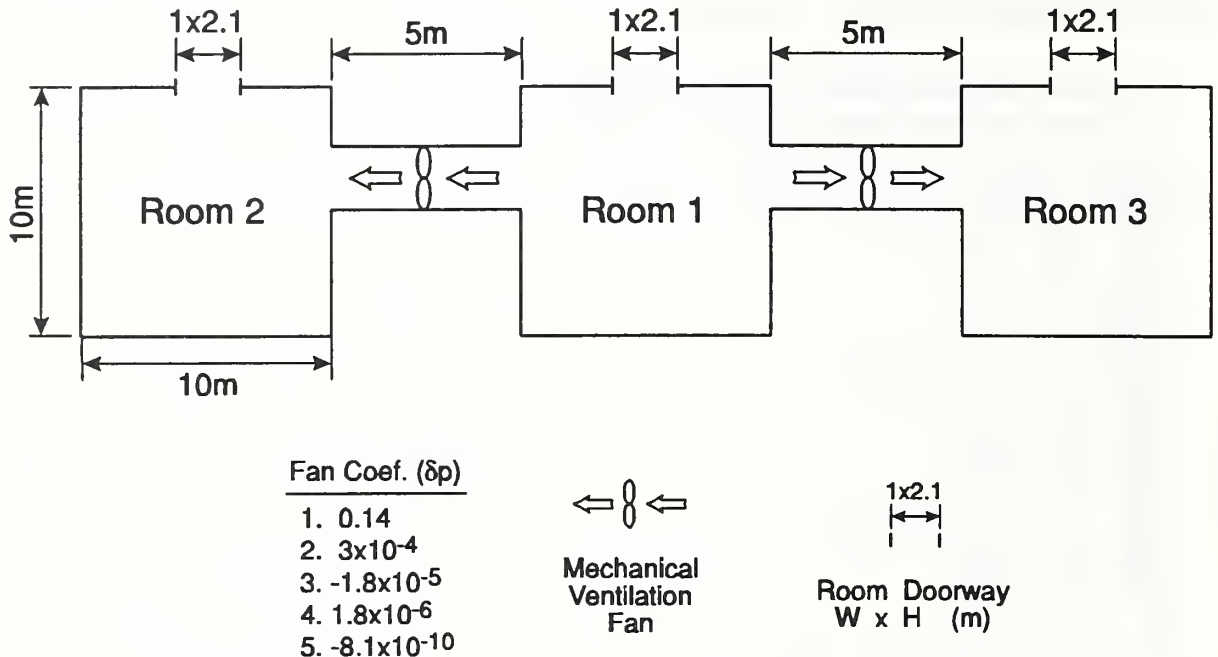 1x2.1
5m
1x2.1
5m
1x2.1
10m
Room 2
Room 1
Room 3
10m
Fan Coef. (δp)
1. 0.14
2. 3x10⁻⁴
3. -1.8x10⁻⁵
4. 1.8x10⁻⁶
5. -8.1x10⁻¹⁰
Mechanical
Ventilation
Fan
1x2.1
Room Doorway
W x H (m)